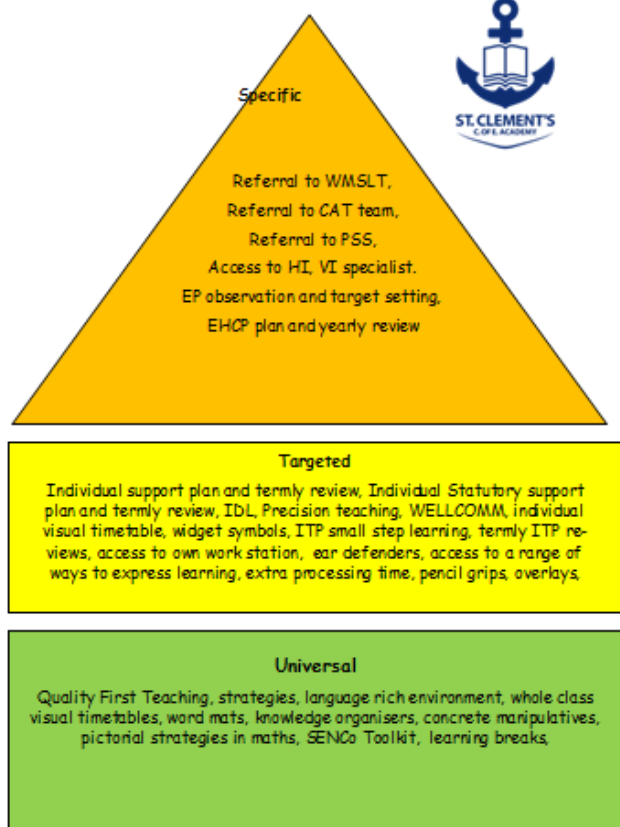 ST. CLEMENT'S
C. OF E. ACADEMY
Specific
Referral to WMSLT,
Referral to CAT team,
Referral to PSS,
Access to HI, VI specialist.
EP observation and target setting,
EHCP plan and yearly review
Targeted
Individual support plan and termly review, Individual Statutory support
plan and termly review, IDL, Precision teaching, WELLCOMM, individual
visual timetable, widget symbols, ITP small step learning, termly ITP re-
views, access to own work station, ear defenders, access to a range of
ways to express learning, extra processing time, pencil grips, overlays,
Universal
Quality First Teaching, strategies, language rich environment, whole class
visual timetables, word mats, knowledge organisers, concrete manipulatives,
pictorial strategies in maths, SENCo Toolkit, learning breaks,